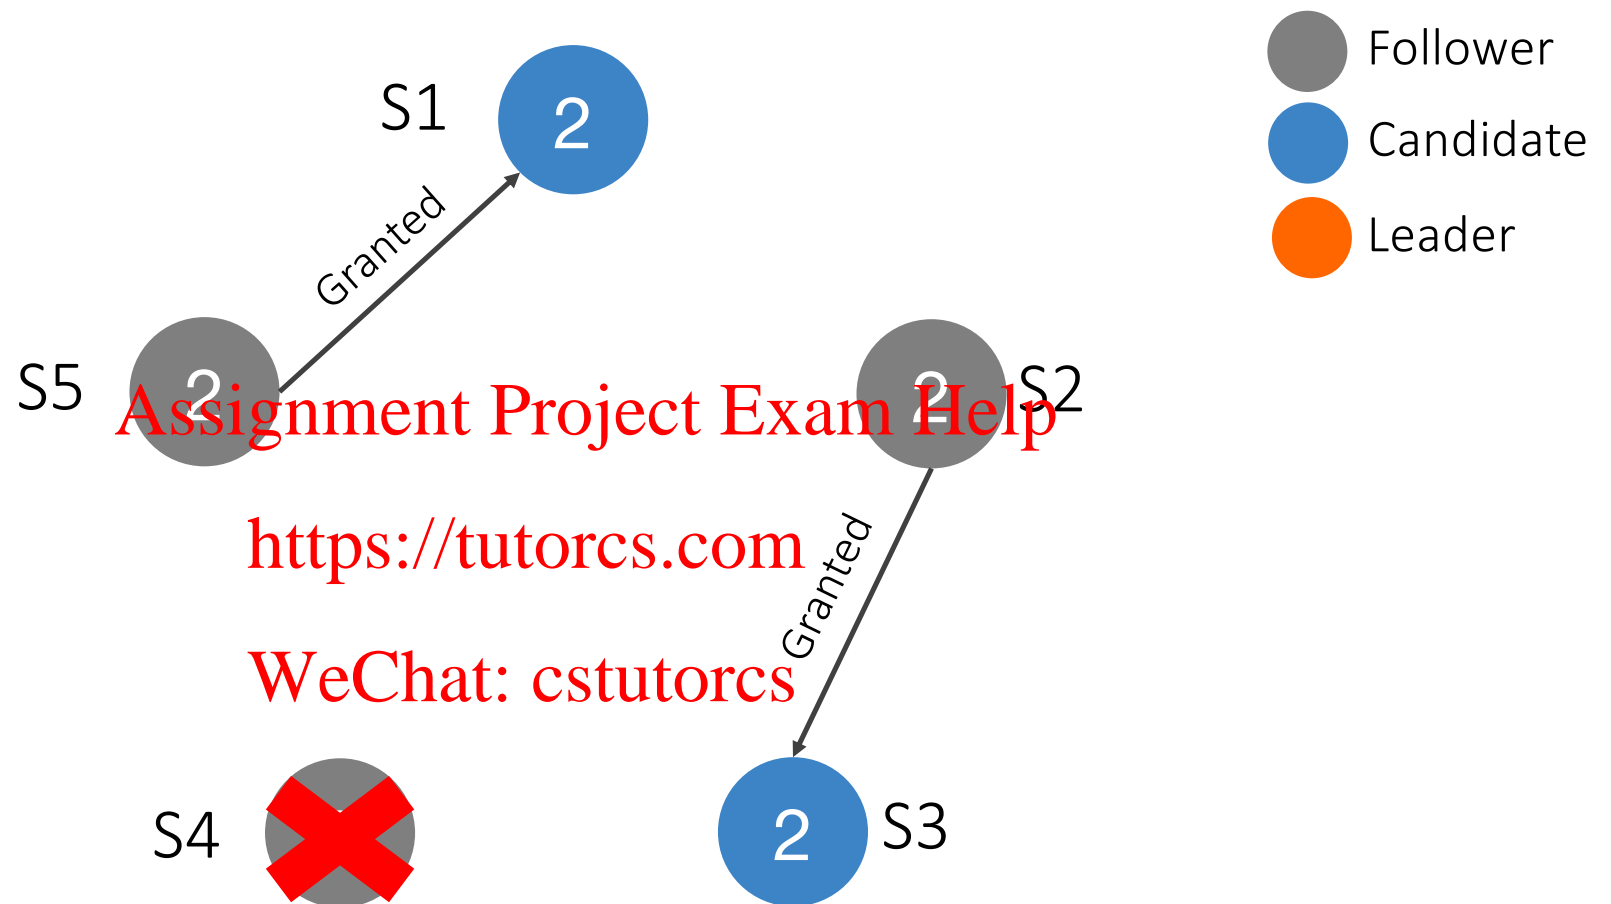 S1
2
Follower
Candidate
Leader
Granted
S5
2
2
S2
Assignment Project Exam Help
https://tutorcs.com
Granted
WeChat: cstutorcs
S4
2
S3